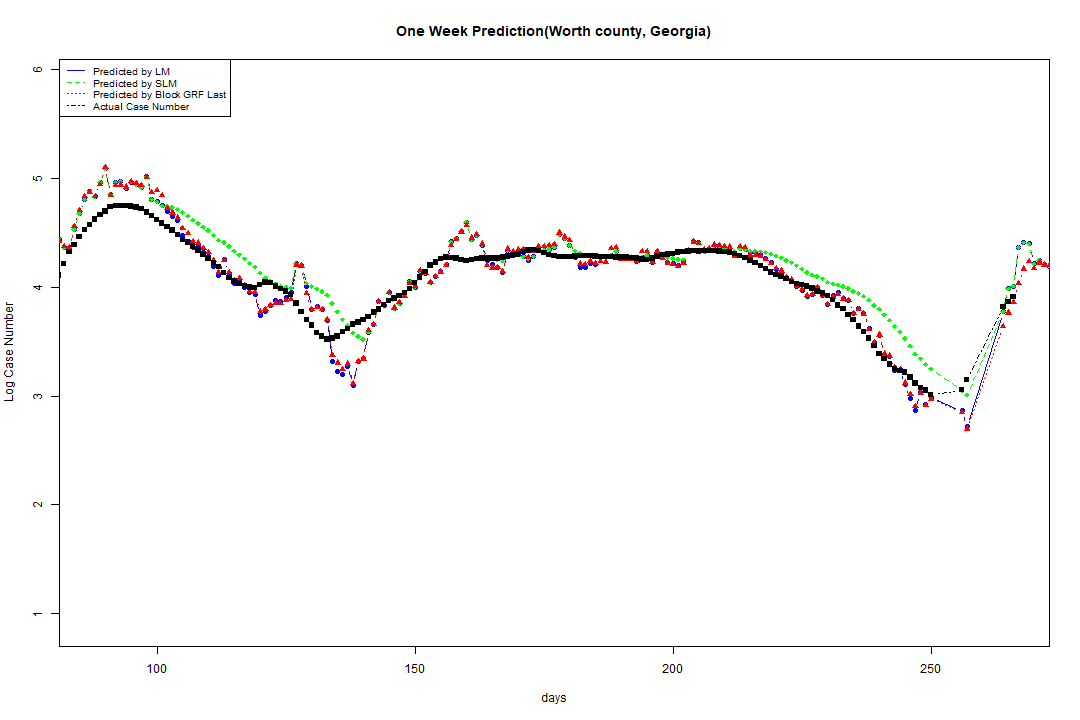 One Week Prediction(Worth county, Georgia)
Predicted by LM
Predicted by SLM
Predicted by Block GRF Last
Actual Case Number
6
5
4
3
2
1
Log Case Number
100 150 200 250
days